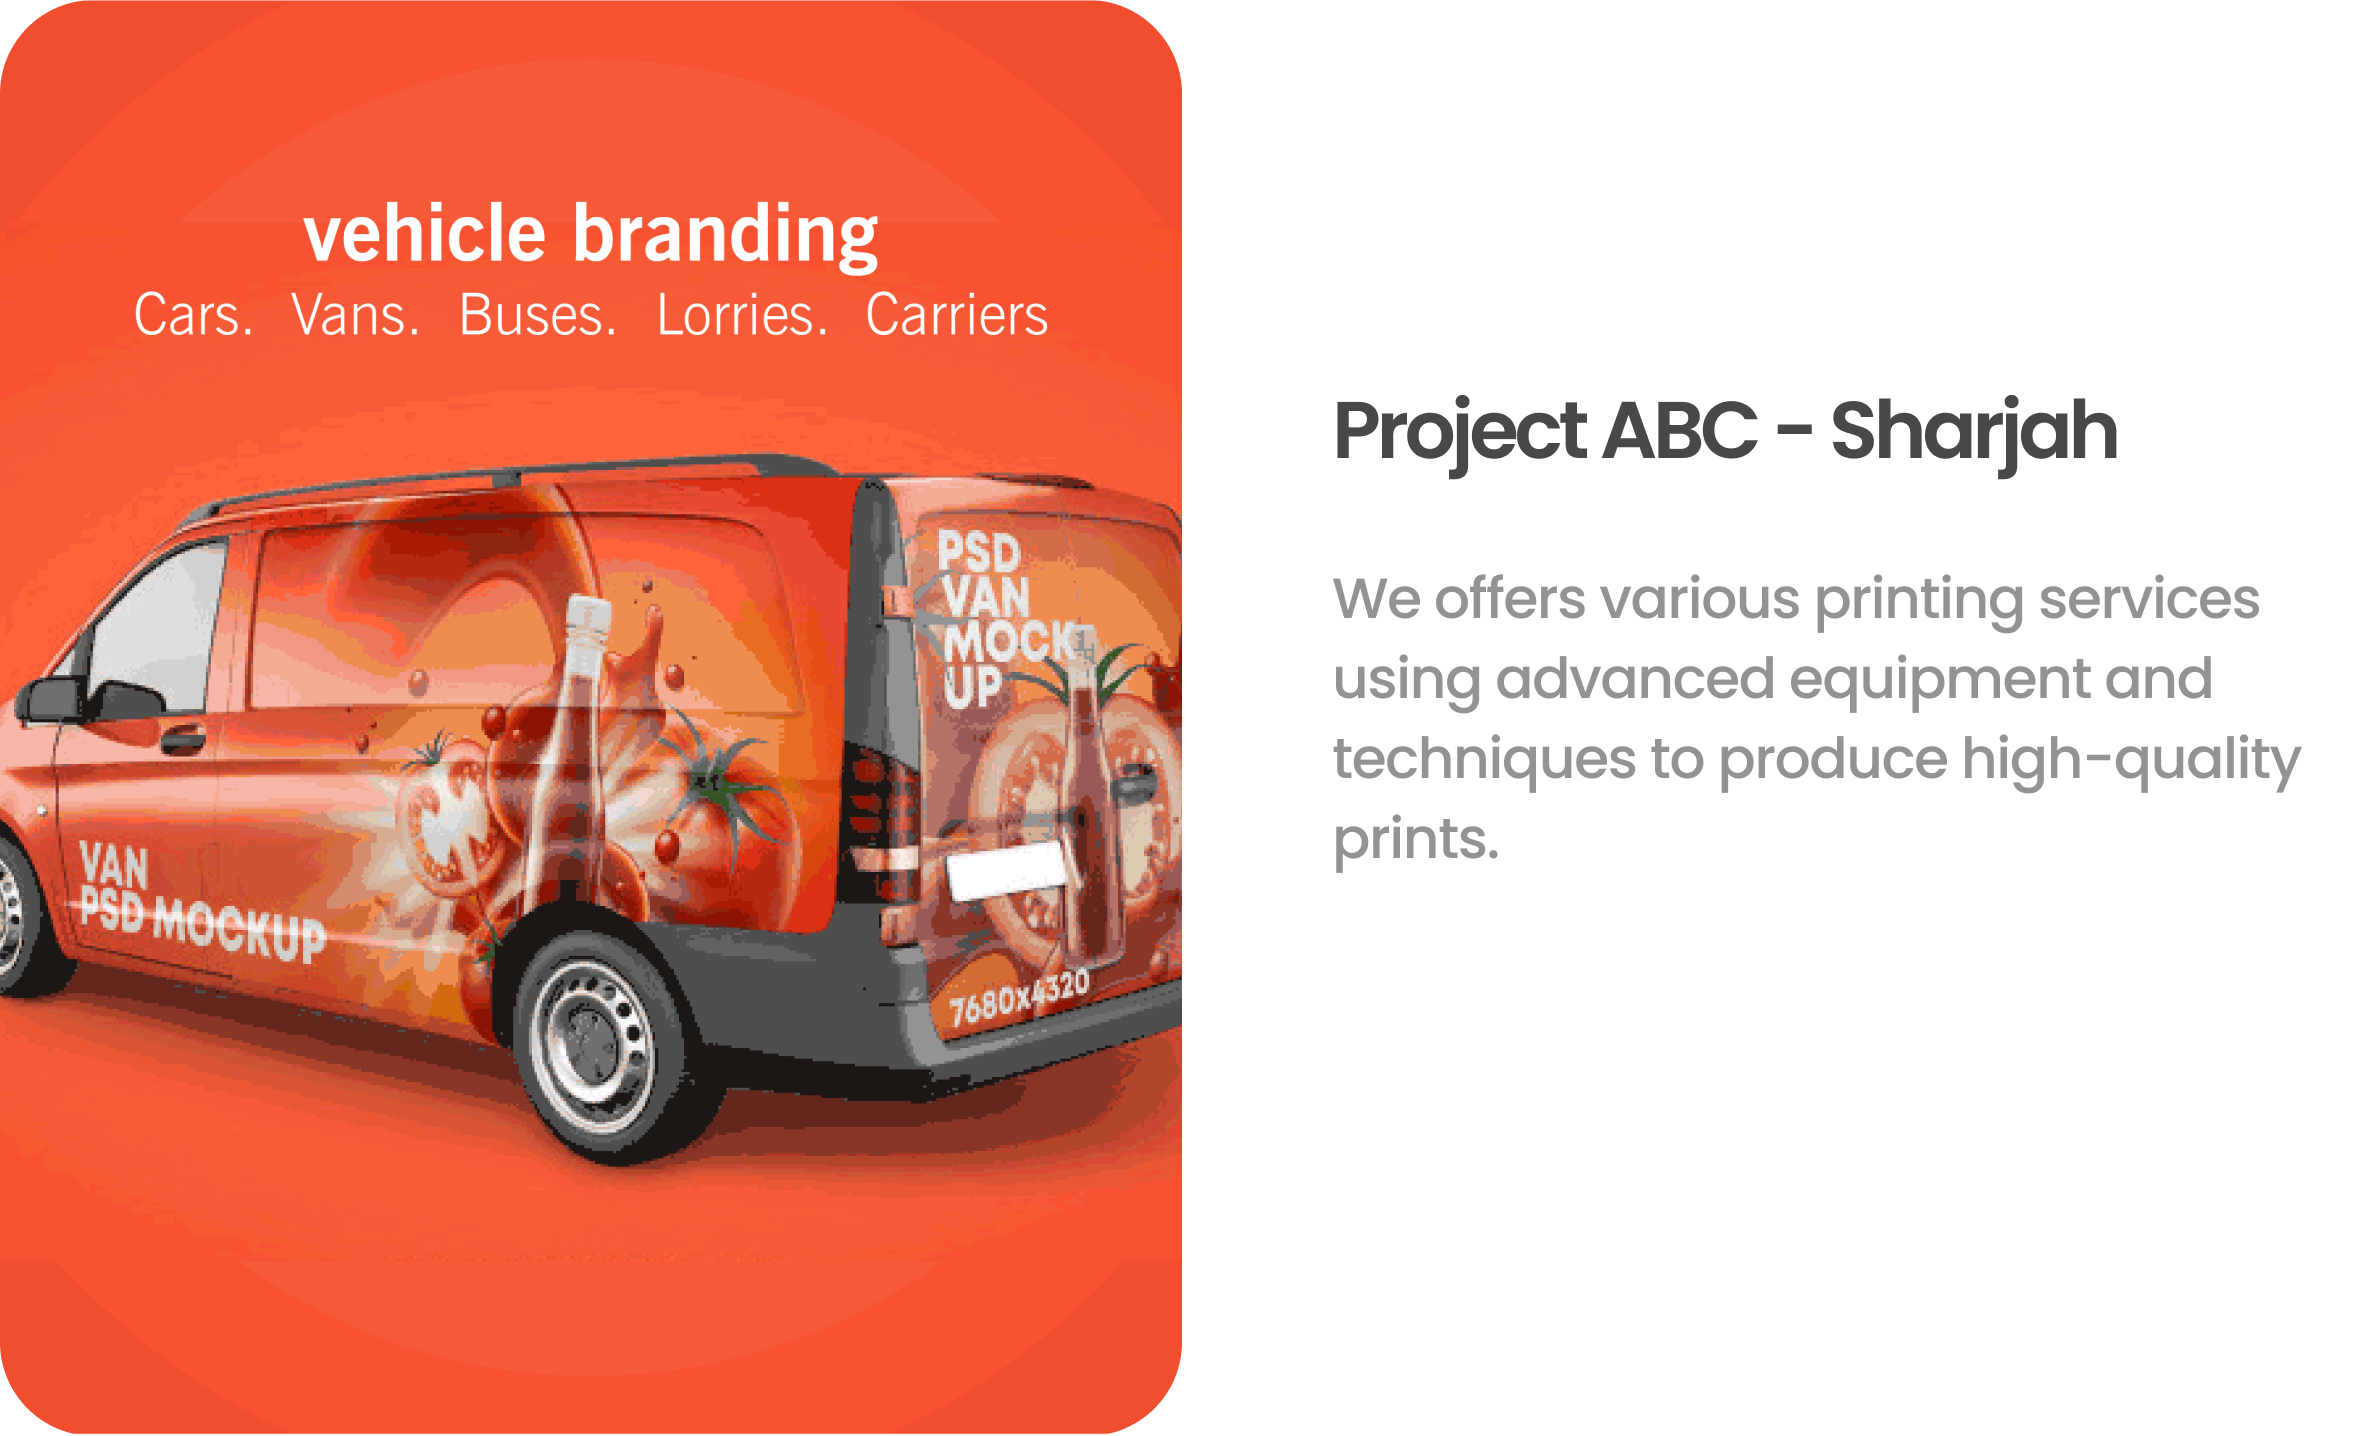 vehicle branding
Cars. Vans. Buses. Lorries. Carriers
PSD
VAN
MOCK
UP
VAN
PSD MOCKUP
7680x4320
Project ABC - Sharjah
We offers various printing services
using advanced equipment and
techniques to produce high-quality
prints.